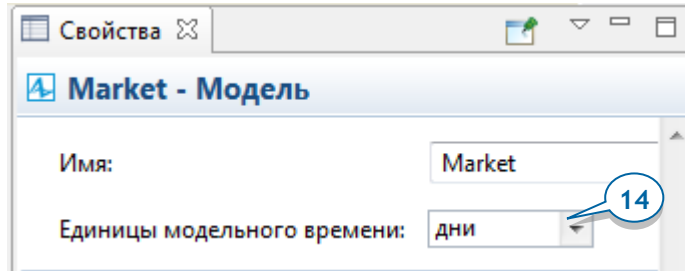 Свойства
Market - Модель
Имя: Market
Единицы модельного времени: дни
14